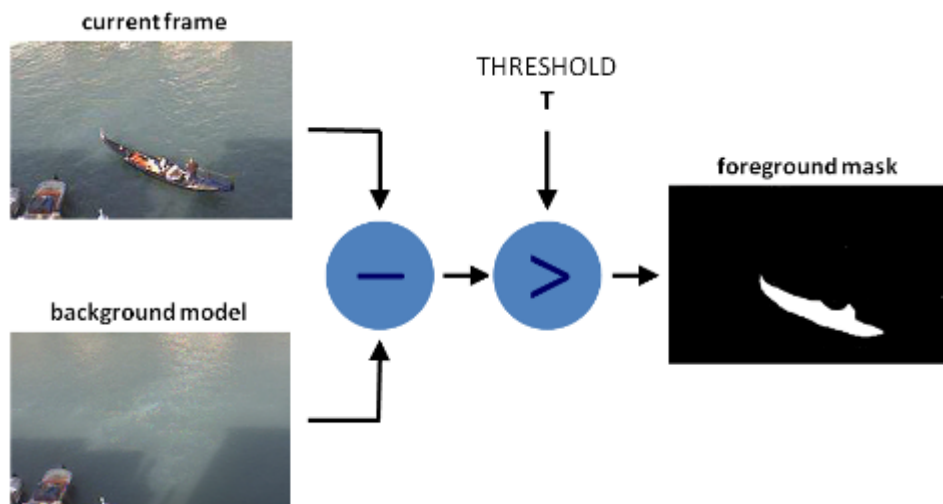 current frame
THRESHOLD
T
foreground mask
background model